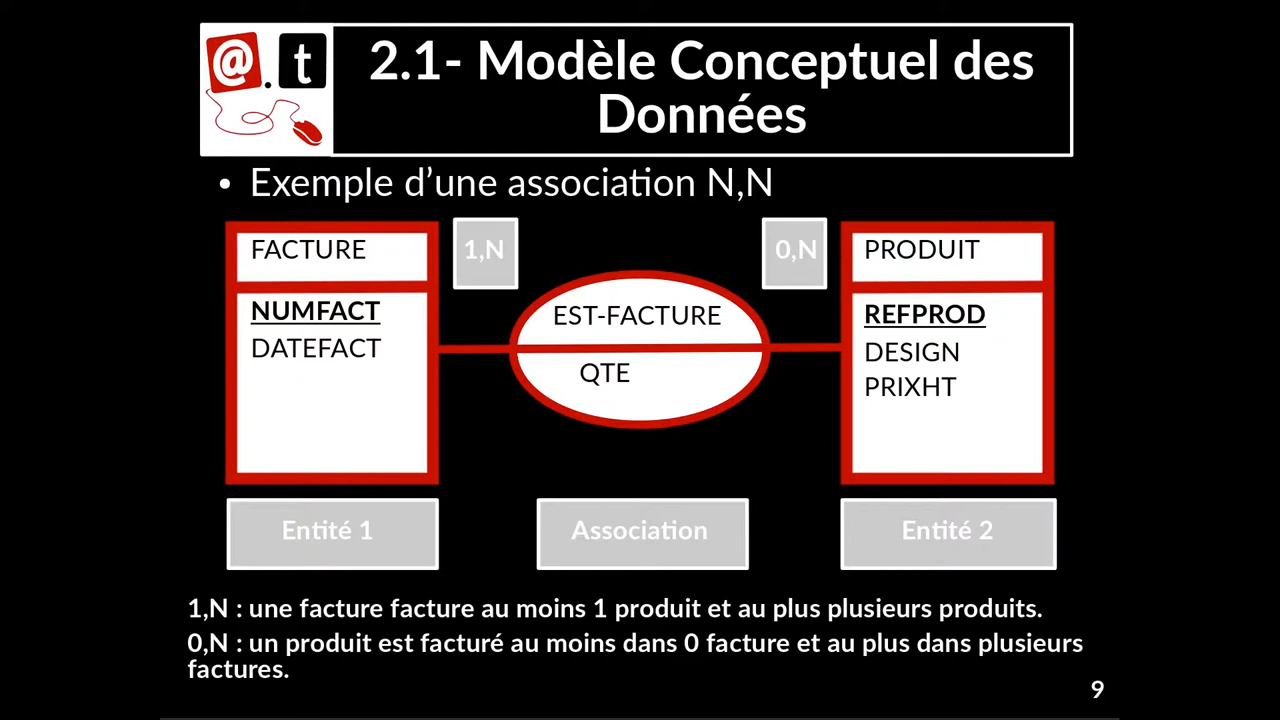 @.t
2.1- Modèle Conceptuel des
Données
• Exemple d’une association N,N
FACTURE
1,N
0,N
PRODUIT
NUMFACT
DATEFACT
EST-FACTURE
QTE
REFPROD
DESIGN
PRIXHT
Entité 1
Association
Entité 2
1,N : une facture facture au moins 1 produit et au plus plusieurs produits.
0,N : un produit est facturé au moins dans 0 facture et au plus dans plusieurs
factures.
9